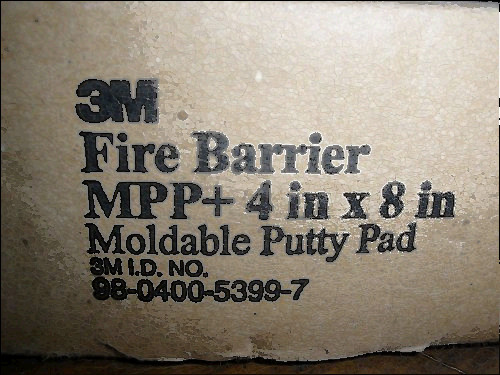 3M
Fire Barrier
MPP+ 4 in x 8 in
Moldable Putty Pad
3M I.D. NO.
98-0400-5399-7